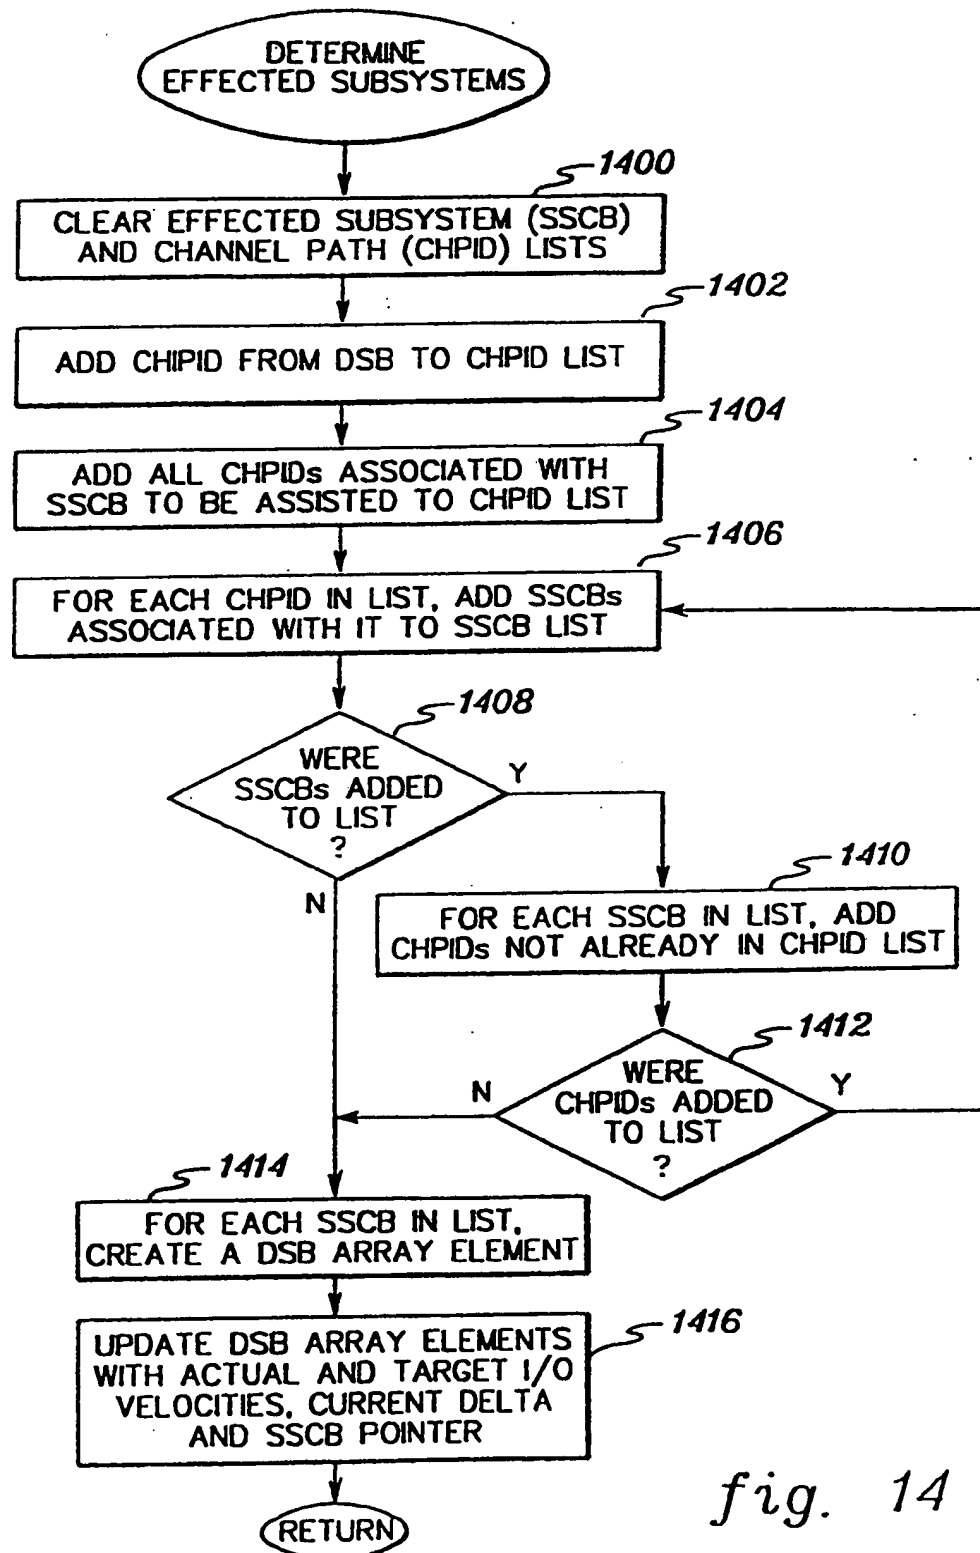 DETERMINE
EFFECTED SUBSYSTEMS
1400
CLEAR EFFECTED SUBSYSTEM (SSCB)
AND CHANNEL PATH (CHPID) LISTS
1402
ADD CHIPID FROM DSB TO CHPID LIST
1404
ADD ALL CHPIDs ASSOCIATED WITH
SSCB TO BE ASSISTED TO CHPID LIST
1406
FOR EACH CHPID IN LIST, ADD SSCBs
ASSOCIATED WITH IT TO SSCB LIST
1408
WERE
SSCBs ADDED
TO LIST
?
Y
N
1410
FOR EACH SSCB IN LIST, ADD
CHPIDs NOT ALREADY IN CHPID LIST
1412
WERE
CHPIDs ADDED
TO LIST
?
N
Y
1414
FOR EACH SSCB IN LIST,
CREATE A DSB ARRAY ELEMENT
1416
UPDATE DSB ARRAY ELEMENTS
WITH ACTUAL AND TARGET I/O
VELOCITIES, CURRENT DELTA
AND SSCB POINTER
RETURN
fig. 14